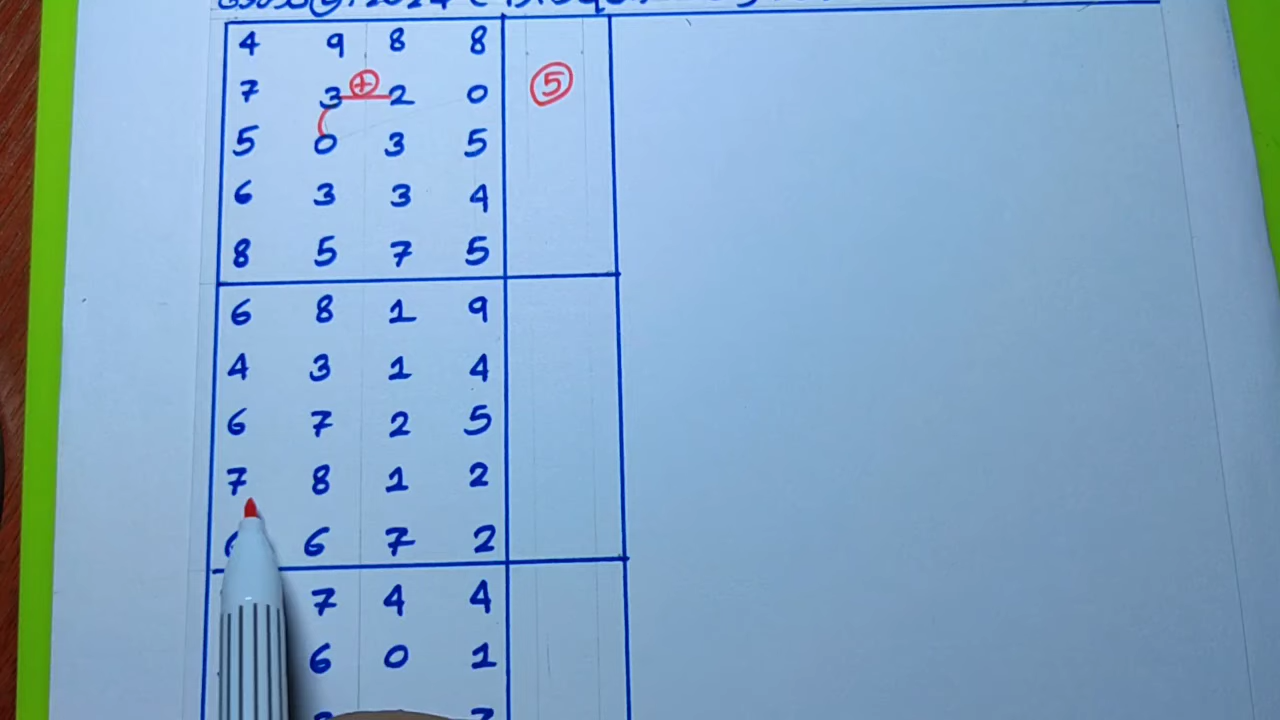 2024
4 9 8 8
7 3 + 2 0 5
5 0 3 5
6 3 3 4
8 5 7 5
6 8 1 9
4 3 1 4
6 7 2 5
7 8 1 2
6 7 2
7 4 4
6 0 1